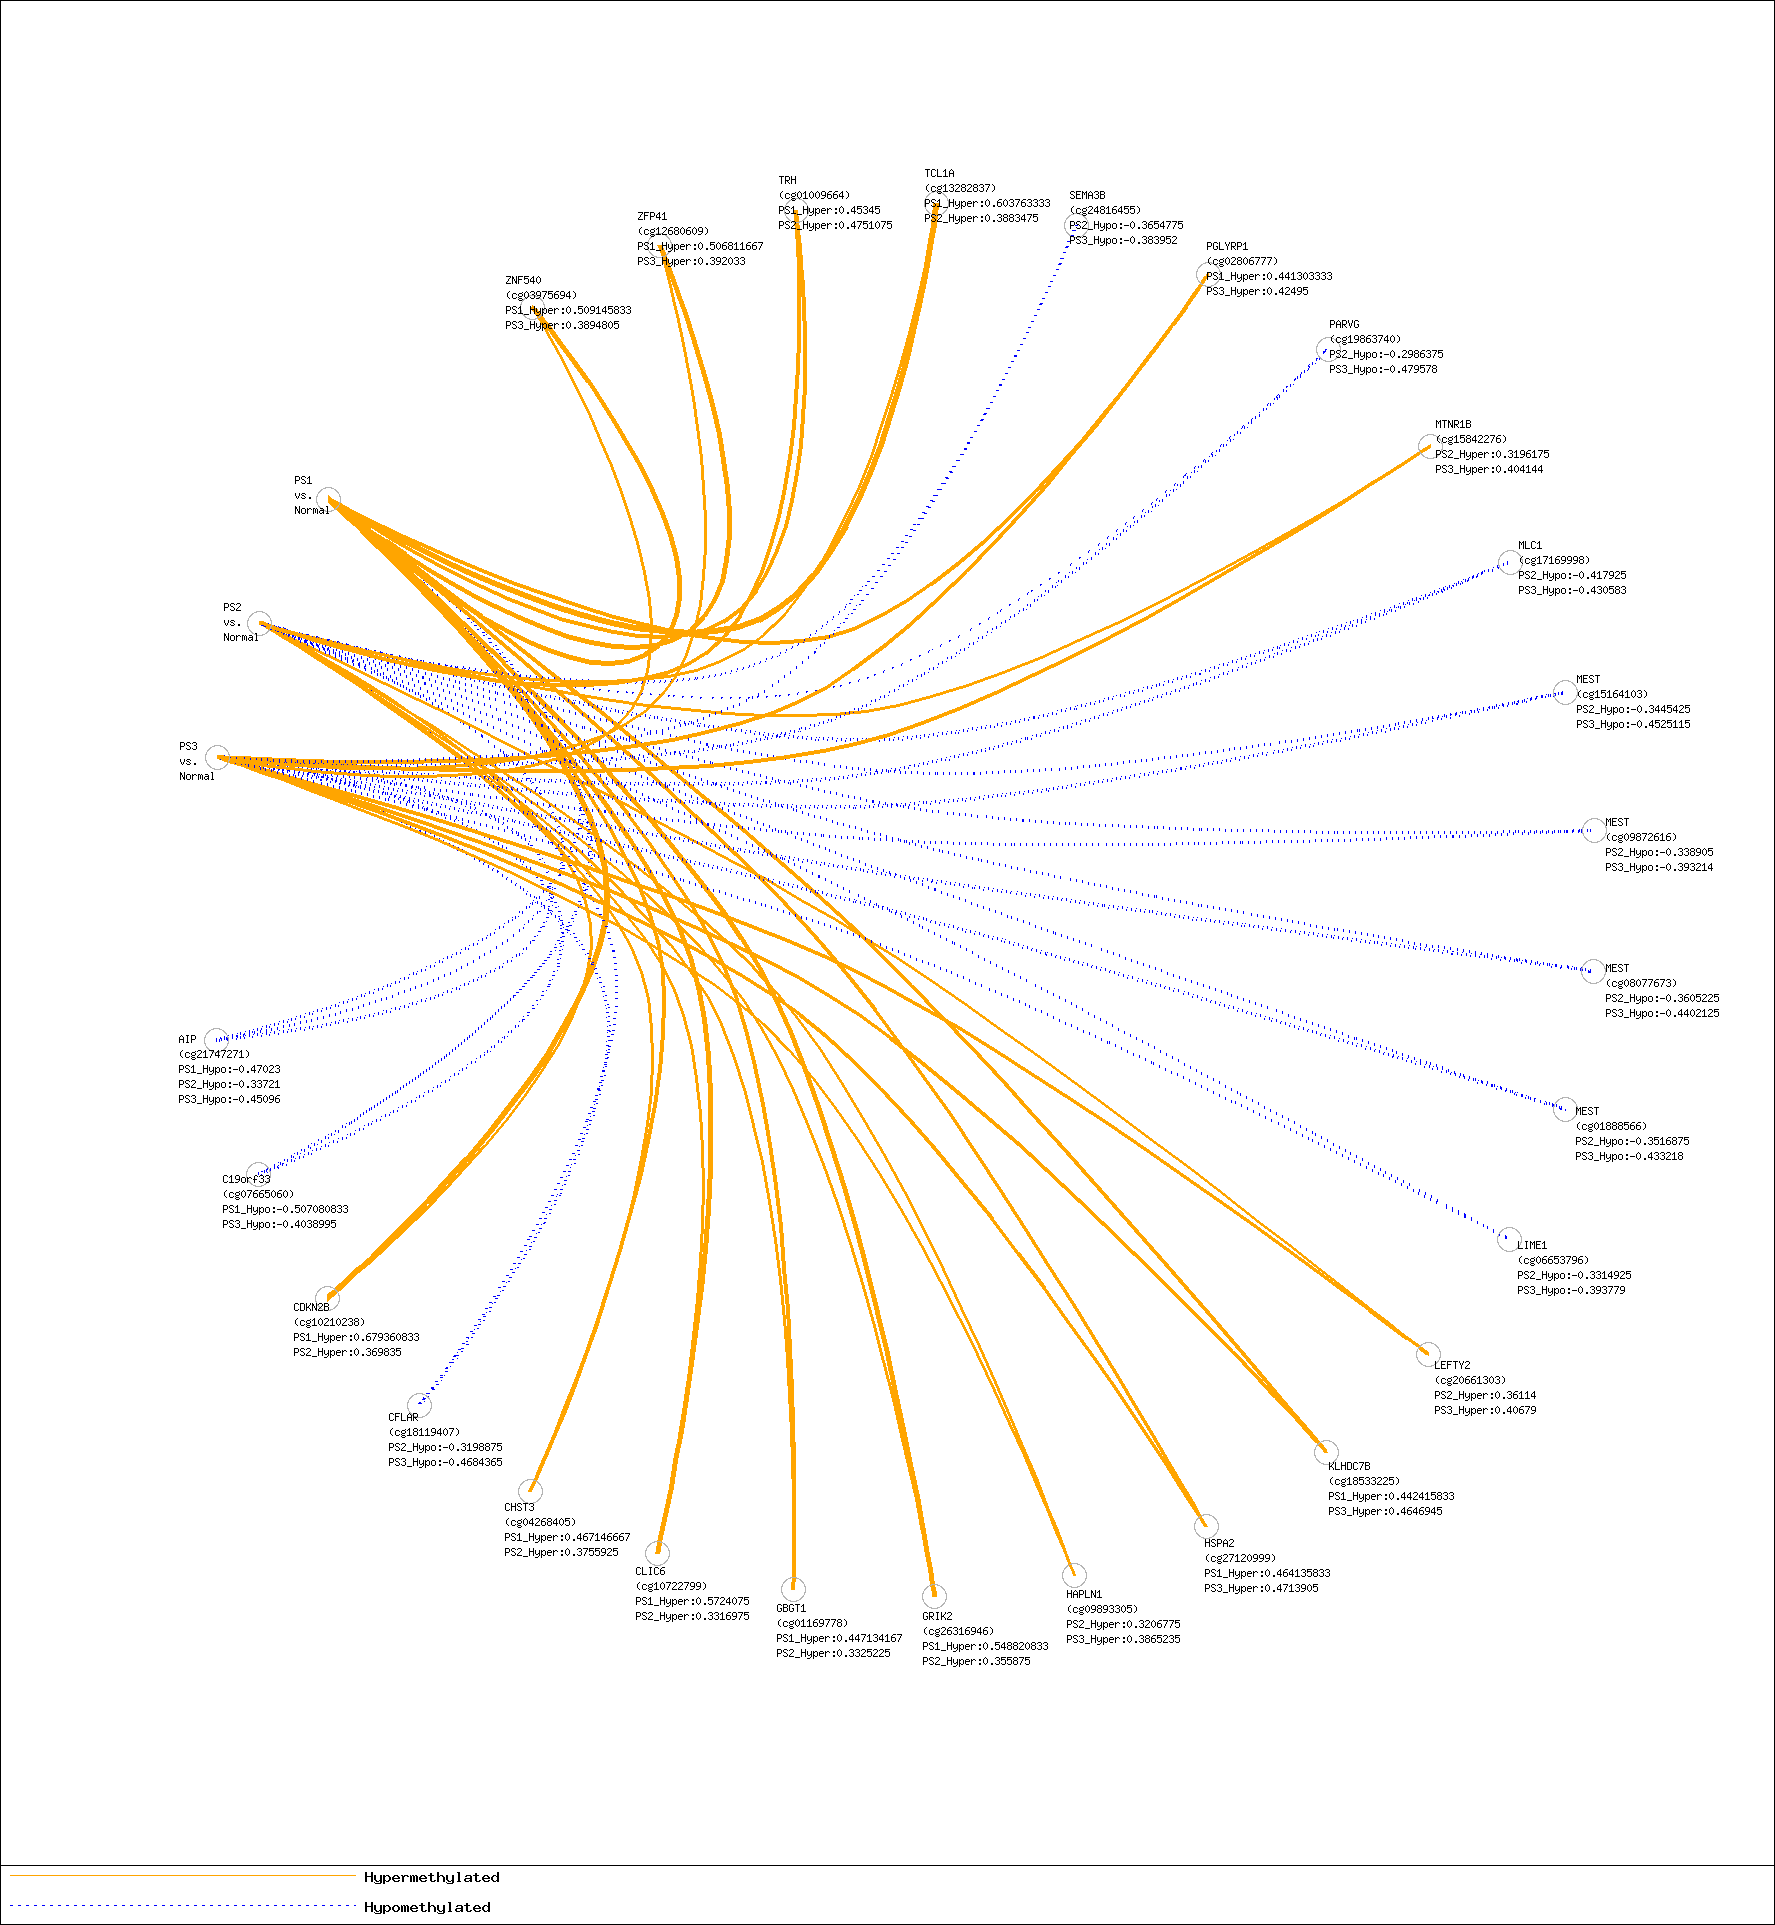 TRH
(cg01009664)
PS1_Hyper:0.45345
PS2_Hyper:0.4751075
TCL1A
(cg13282837)
PS1_Hyper:0.603763333
PS2_Hyper:0.3883475
SEMA3B
(cg24816455)
PS2_Hypo:-0.3654775
PS3_Hypo:-0.383952
ZFP41
(cg12680609)
PS1_Hyper:0.506811667
PS3_Hyper:0.392033
PGLYRP1
(cg02806777)
PS1_Hyper:0.441303333
PS3_Hyper:0.42495
ZNF540
(cg03975694)
PS1_Hyper:0.509145833
PS3_Hyper:0.3894805
PARVG
(cg19863740)
PS2_Hypo:-0.2986375
PS3_Hypo:-0.479578
MTNR1B
(cg15842276)
PS2_Hyper:0.3196175
PS3_Hyper:0.404144
PS1
vs.
Normal
MLC1
(cg17169998)
PS2_Hypo:-0.417925
PS3_Hypo:-0.430583
PS2
vs.
Normal
MEST
(cg15164103)
PS2_Hypo:-0.3445425
PS3_Hypo:-0.4525115
PS3
vs.
Normal
MEST
(cg09872616)
PS2_Hypo:-0.338905
PS3_Hypo:-0.393214
MEST
(cg08077673)
PS2_Hypo:-0.3605225
PS3_Hypo:-0.4402125
AIP
(cg21747271)
PS1_Hypo:-0.47023
PS2_Hypo:-0.33721
PS3_Hypo:-0.45096
MEST
(cg01888566)
PS2_Hypo:-0.3516875
PS3_Hypo:-0.433218
C19orf33
(cg07665060)
PS1_Hypo:-0.507080833
PS3_Hypo:-0.4038995
LIME1
(cg06653796)
PS2_Hypo:-0.3314925
PS3_Hypo:-0.393779
CDKN2B
(cg10210238)
PS1_Hyper:0.679360833
PS2_Hyper:0.369835
LEFTY2
(cg20661303)
PS2_Hyper:0.36114
PS3_Hyper:0.40679
CFLAR
(cg18119407)
PS2_Hypo:-0.3198875
PS3_Hypo:-0.4684365
KLHDC7B
(cg18533225)
PS1_Hyper:0.442415833
PS3_Hyper:0.4646945
CHST3
(cg04268405)
PS1_Hyper:0.467146667
PS2_Hyper:0.3755925
HSPA2
(cg27120999)
PS1_Hyper:0.464135833
PS3_Hyper:0.4713905
CLIC6
(cg10722799)
PS1_Hyper:0.5724075
PS2_Hyper:0.3316975
HAPLN1
(cg09893305)
PS2_Hyper:0.3206775
PS3_Hyper:0.3865235
GBGT1
(cg01169778)
PS1_Hyper:0.447134167
PS2_Hyper:0.3325225
GRIK2
(cg26316946)
PS1_Hyper:0.548820833
PS2_Hyper:0.355875
Hypermethylated
Hypomethylated